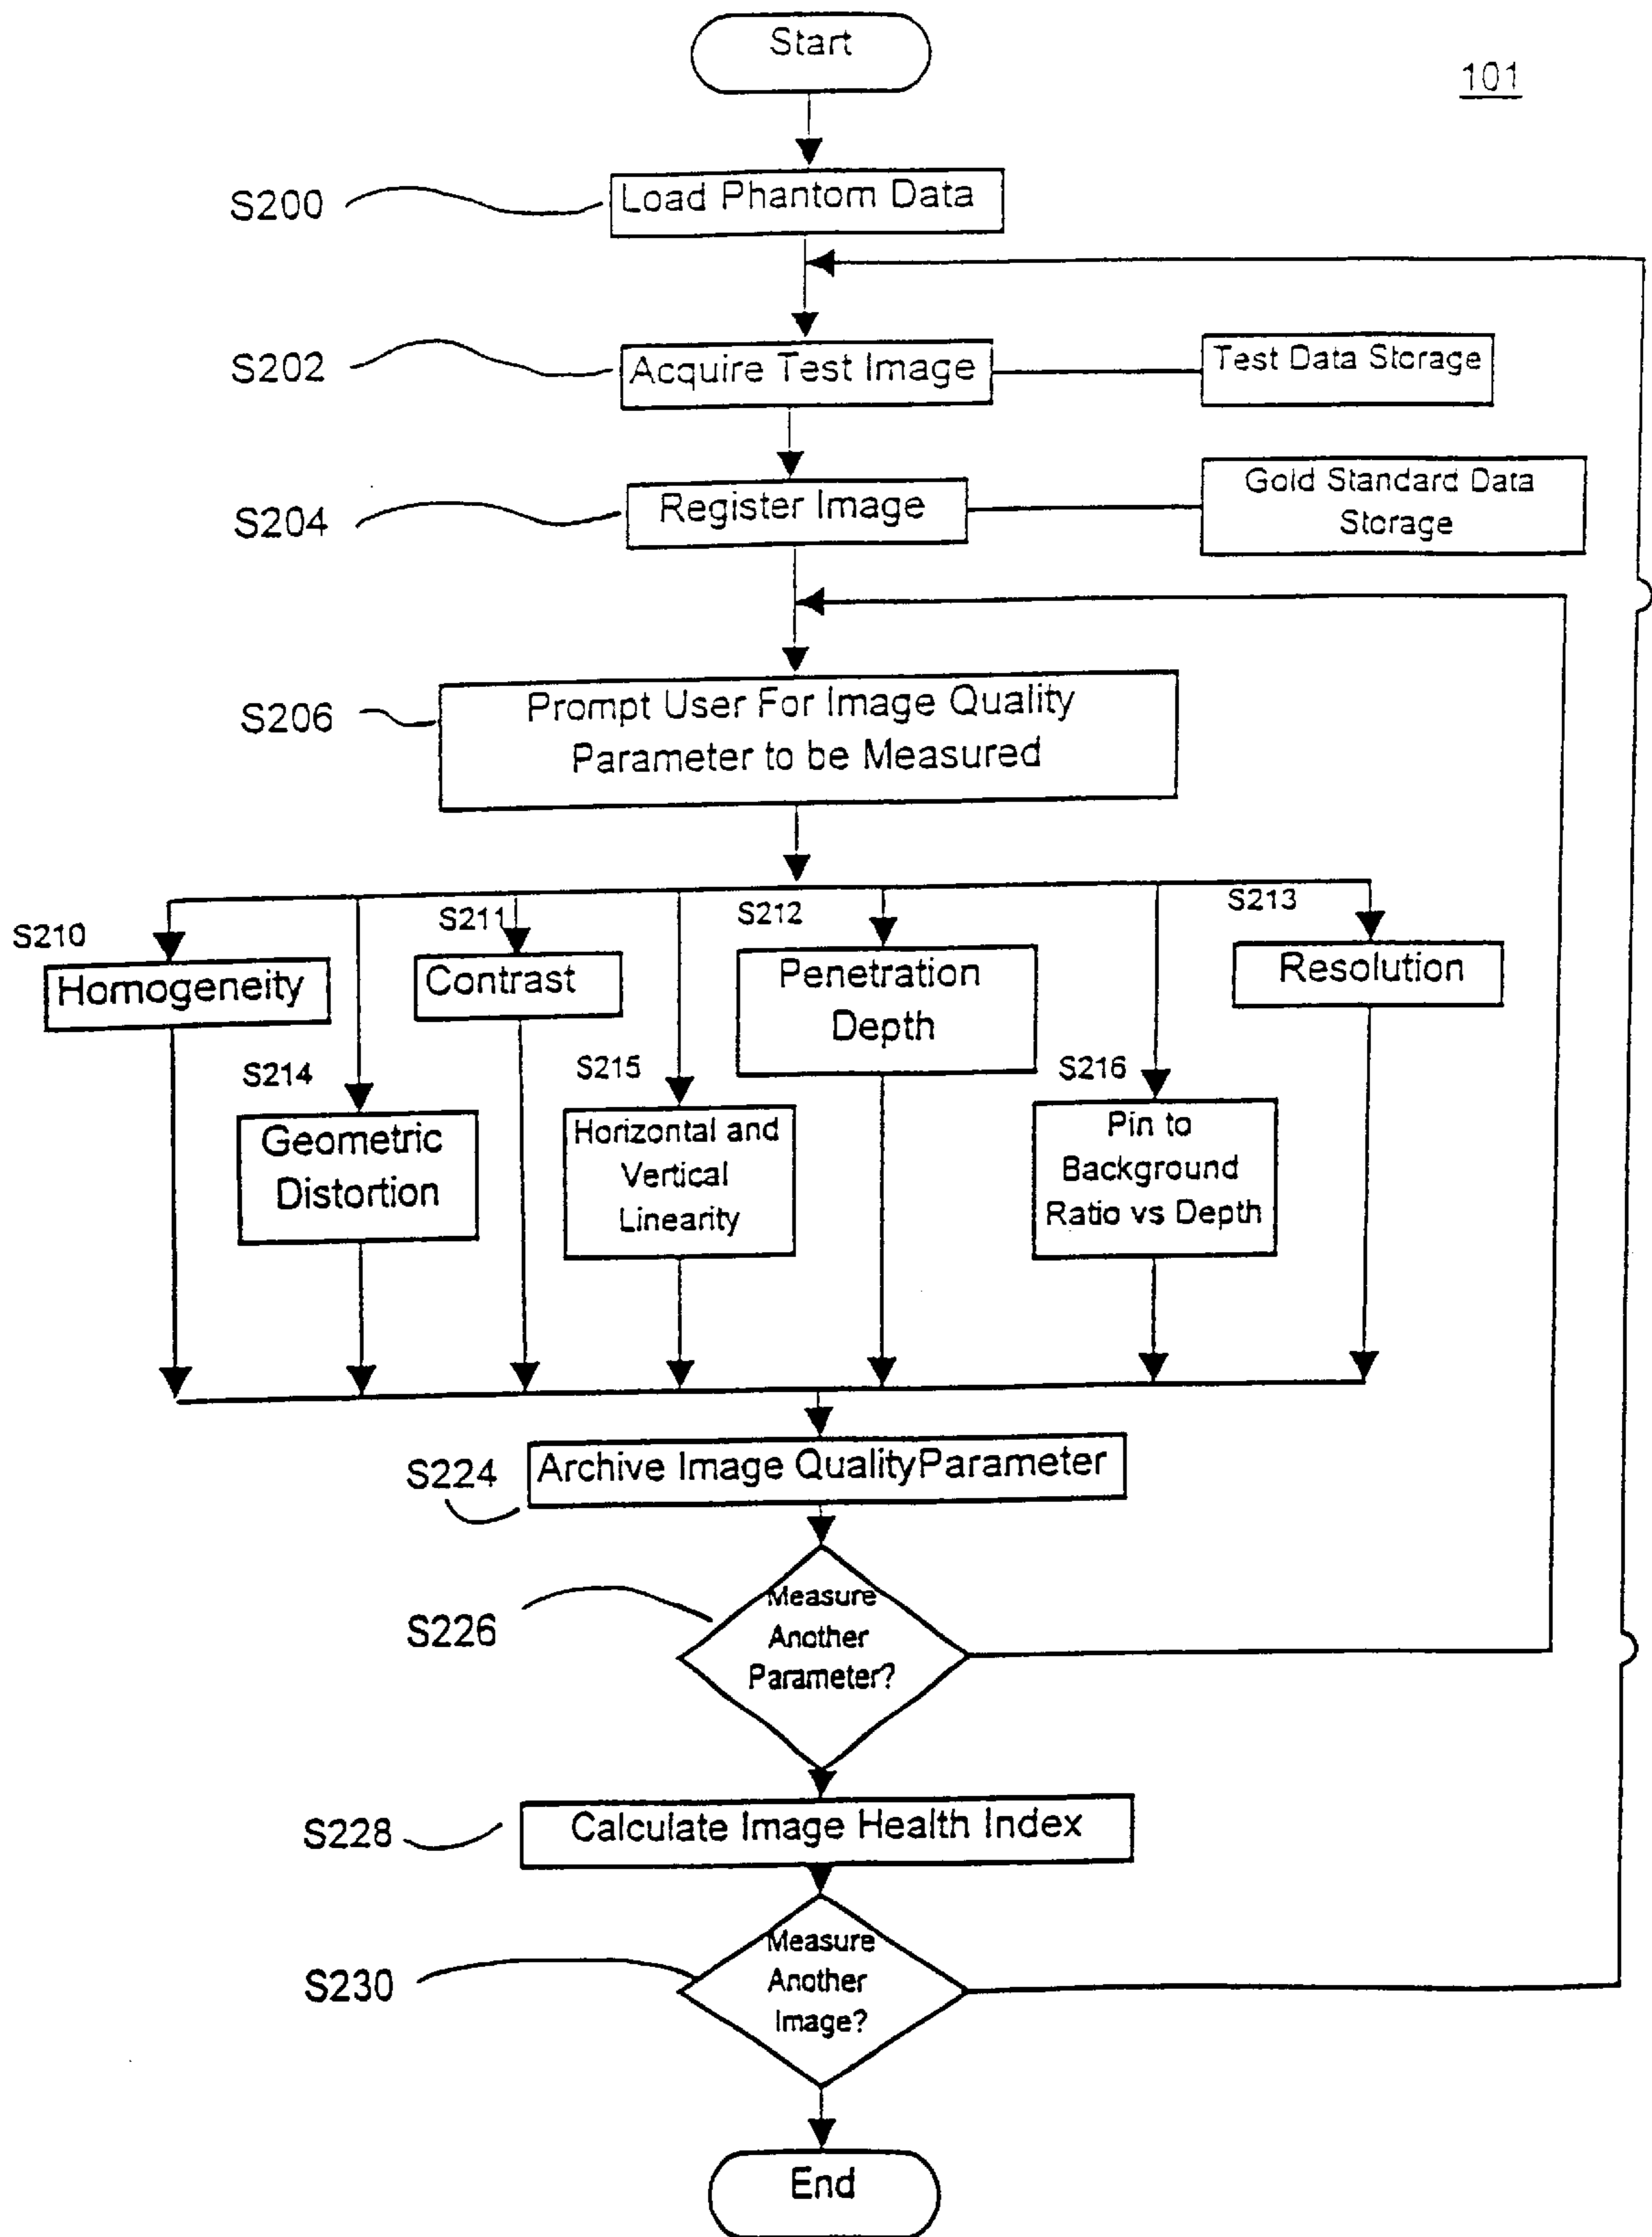 Start
101
S200
Load Phantom Data
S202
Acquire Test Image
Test Data Storage
S204
Register Image
Gold Standard Data
Storage
S206
Prompt User For Image Quality
Parameter to be Measured
S210
Homogeneity
S211
Contrast
S212
Penetration
Depth
S213
Resolution
S214
Geometric
Distortion
S215
Horizontal and
Vertical
Linearity
S216
Pin to
Background
Ratio vs Depth
S224
Archive Image QualityParameter
S226
Measure
Another
Parameter?
S228
Calculate Image Health Index
S230
Measure
Another
Image?
End